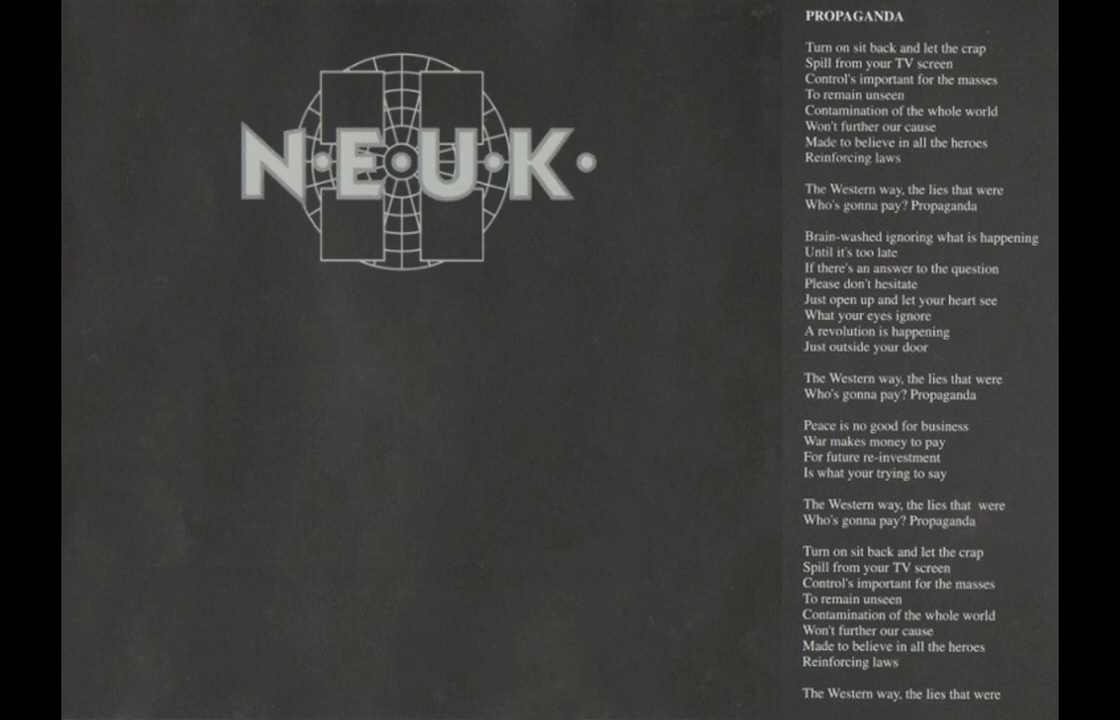 N·E·U·K·
PROPAGANDA
Turn on sit back and let the crap
Spill from your TV screen
Control's important for the masses
To remain unseen
Contamination of the whole world
Won't further our cause
Made to believe in all the heroes
Reinforcing laws
The Western way, the lies that were
Who's gonna pay? Propaganda
Brain-washed ignoring what is happening
Until it's too late
If there's an answer to the question
Please don't hesitate
Just open up and let your heart see
What your eyes ignore
A revolution is happening
Just outside your door
The Western way, the lies that were
Who's gonna pay? Propaganda
Peace is no good for business
War makes money to pay
For future re-investment
Is what your trying to say
The Western way, the lies that were
Who's gonna pay? Propaganda
Turn on sit back and let the crap
Spill from your TV screen
Control's important for the masses
To remain unseen
Contamination of the whole world
Won't further our cause
Made to believe in all the heroes
Reinforcing laws
The Western way, the lies that were